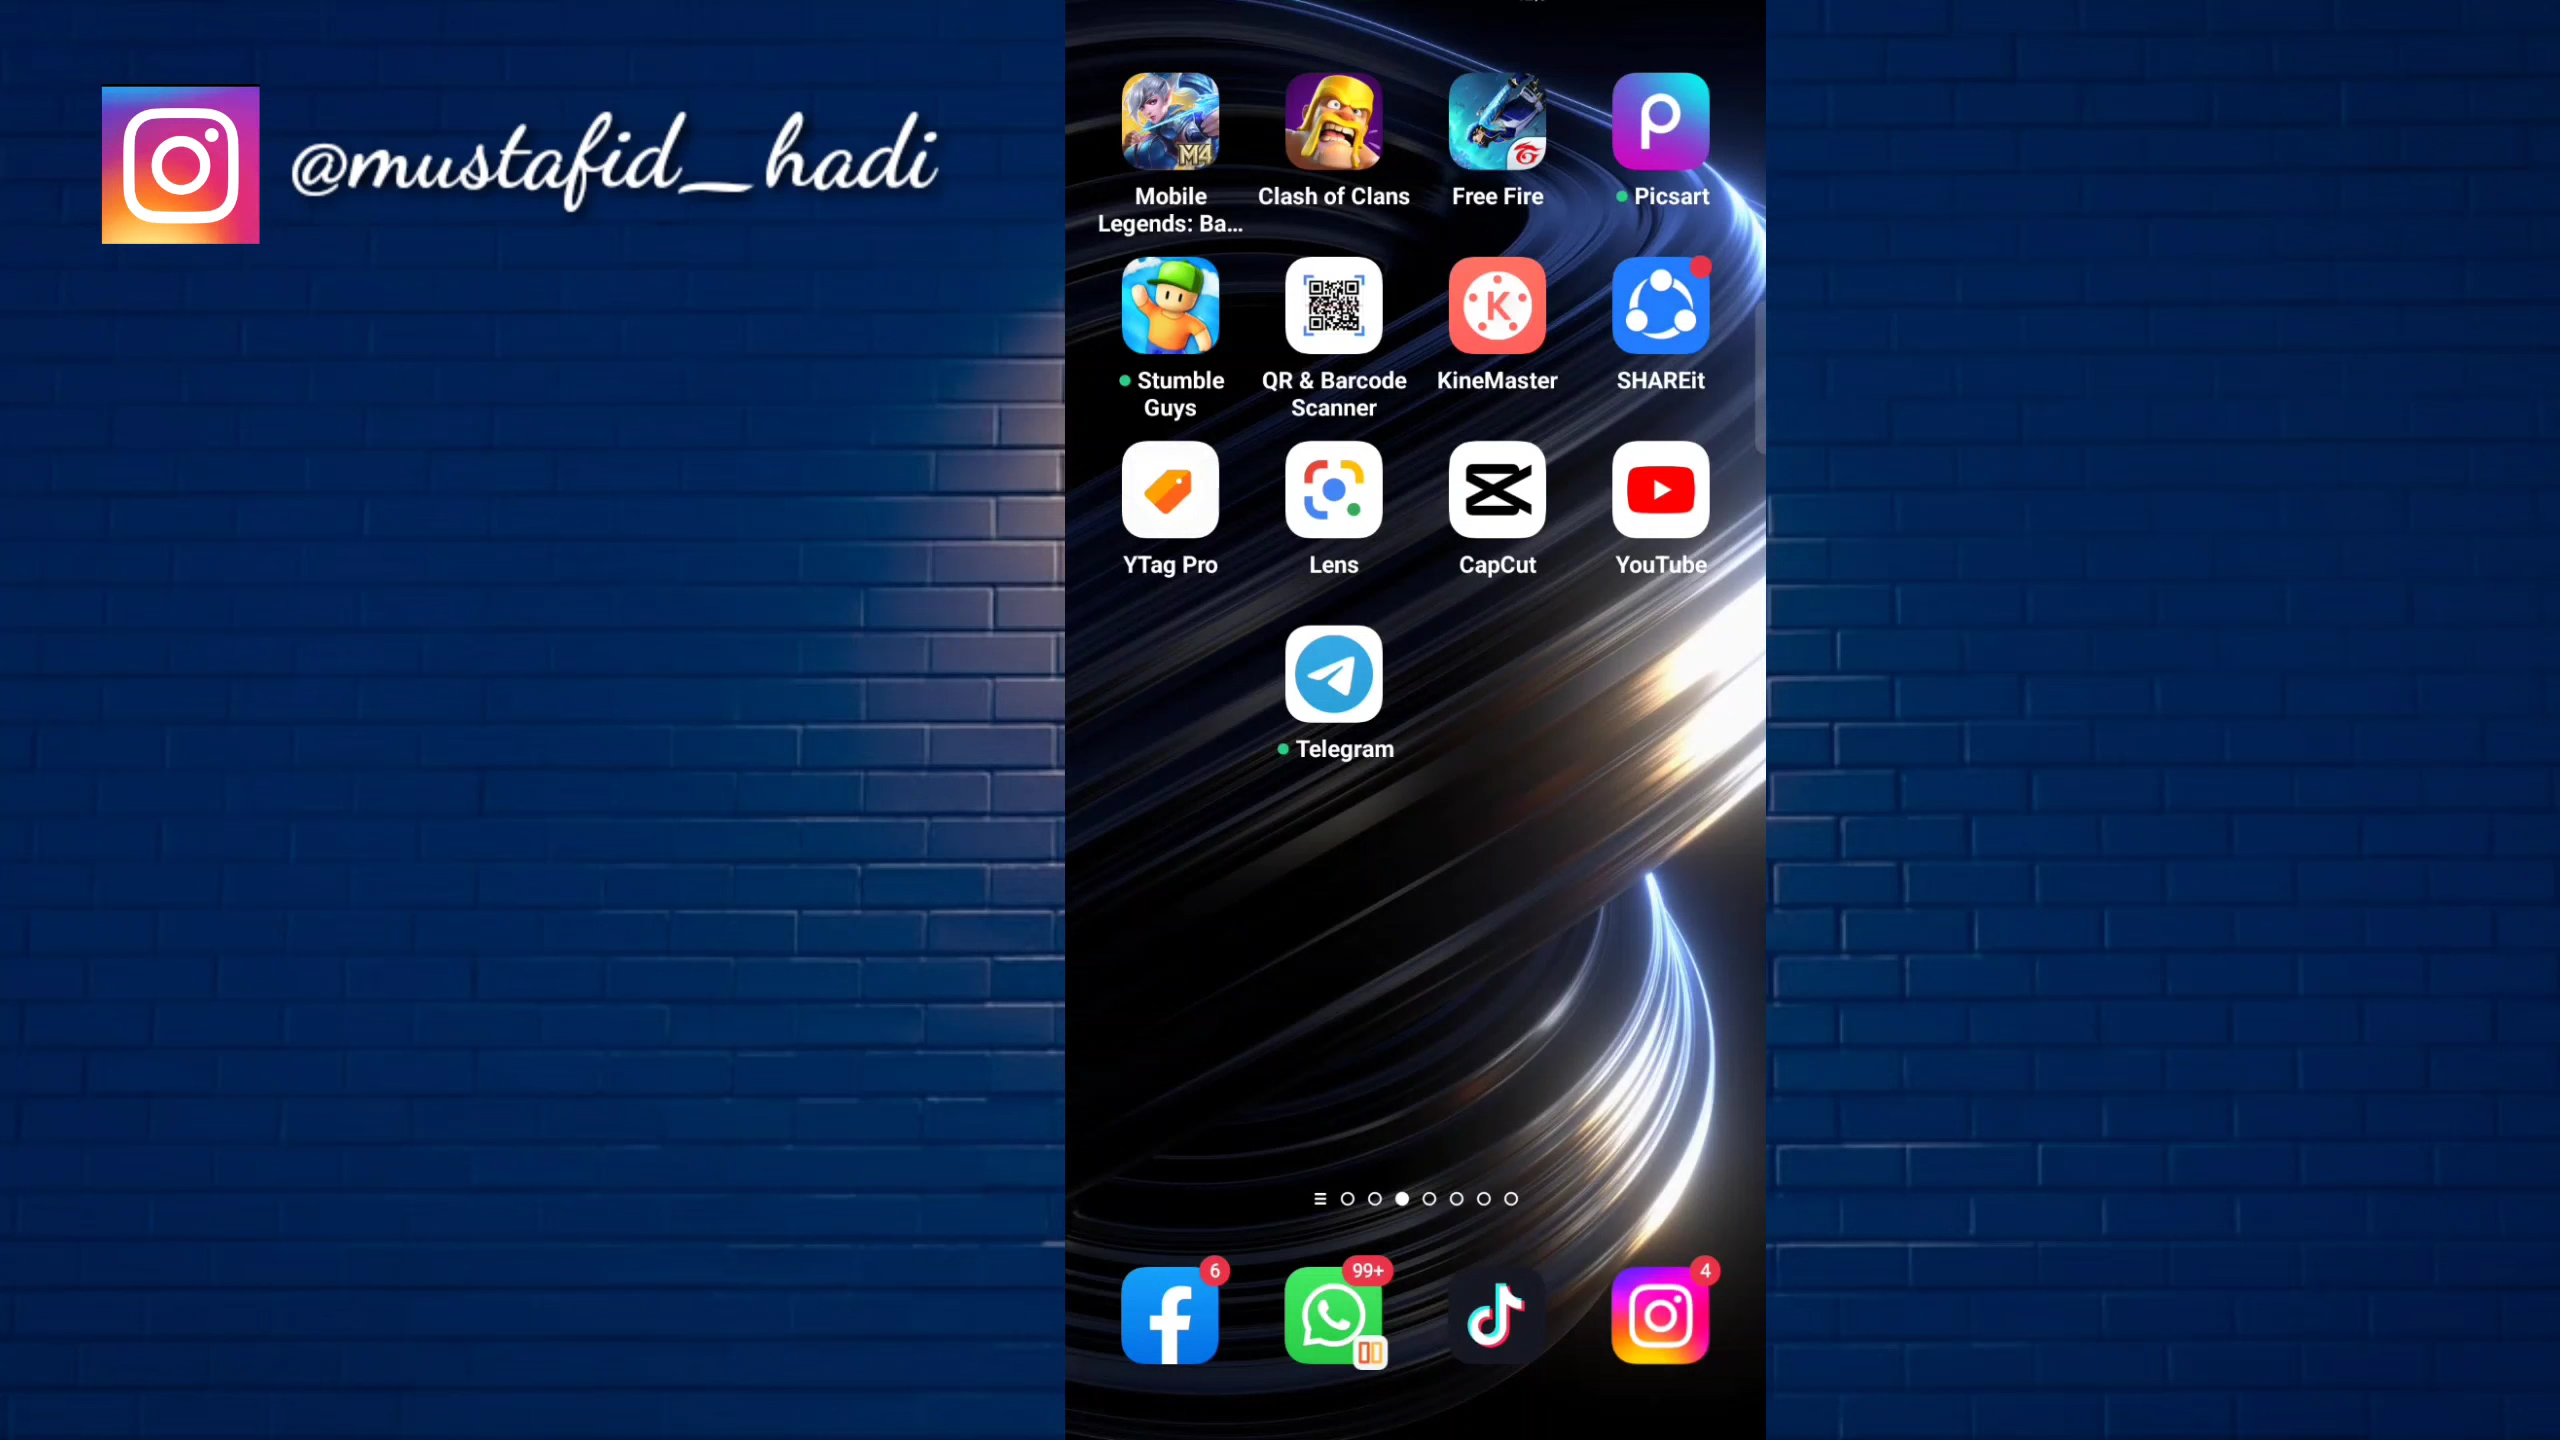 @mustafid_hadi
M4
Mobile
Legends: Ba...
Clash of Clans
Free Fire
Picsart
K
Stumble
Guys
QR & Barcode
Scanner
KineMaster
SHAREit
YTag Pro
Lens
CapCut
YouTube
Telegram
6
99+
4